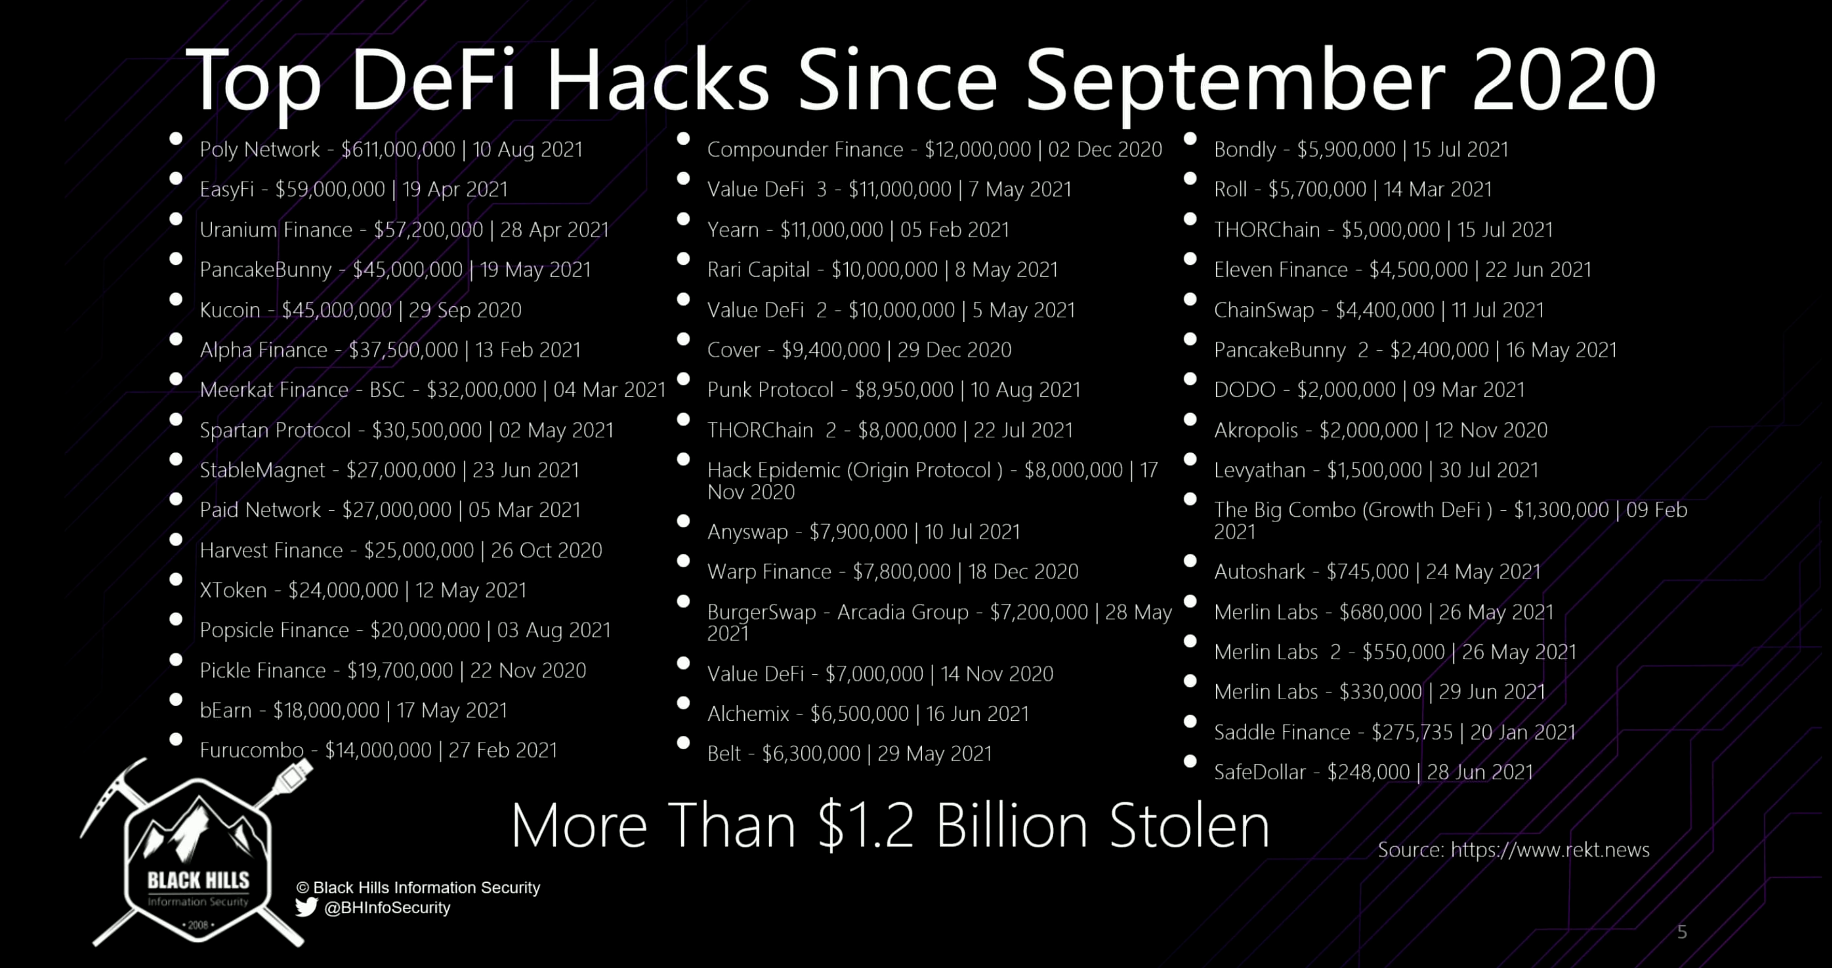 Top DeFi Hacks Since September 2020
Poly Network - $611,000,000 | 10 Aug 2021
EasyFi - $59,000,000 | 19 Apr 2021
Uranium Finance - $57,200,000 | 28 Apr 2021
PancakeBunny - $45,000,000 | 19 May 2021
Kucoin - $45,000,000 | 29 Sep 2020
Alpha Finance - $37,500,000 | 13 Feb 2021
Meerkat Finance - BSC - $32,000,000 | 04 Mar 2021
Spartan Protocol - $30,500,000 | 02 May 2021
StableMagnet - $27,000,000 | 23 Jun 2021
Paid Network - $27,000,000 | 05 Mar 2021
Harvest Finance - $25,000,000 | 26 Oct 2020
XToken - $24,000,000 | 12 May 2021
Popsicle Finance - $20,000,000 | 03 Aug 2021
Pickle Finance - $19,700,000 | 22 Nov 2020
bEarn - $18,000,000 | 17 May 2021
Furucombo - $14,000,000 | 27 Feb 2021
Compounder Finance - $12,000,000 | 02 Dec 2020
Value DeFi  3 - $11,000,000 | 7 May 2021
Yearn - $11,000,000 | 05 Feb 2021
Rari Capital - $10,000,000 | 8 May 2021
Value DeFi  2 - $10,000,000 | 5 May 2021
Cover - $9,400,000 | 29 Dec 2020
Punk Protocol - $8,950,000 | 10 Aug 2021
THORChain  2 - $8,000,000 | 22 Jul 2021
Hack Epidemic (Origin Protocol ) - $8,000,000 | 17
Nov 2020
Anyswap - $7,900,000 | 10 Jul 2021
Warp Finance - $7,800,000 | 18 Dec 2020
BurgerSwap - Arcadia Group - $7,200,000 | 28 May
2021
Value DeFi - $7,000,000 | 14 Nov 2020
Alchemix - $6,500,000 | 16 Jun 2021
Belt - $6,300,000 | 29 May 2021
Bondly - $5,900,000 | 15 Jul 2021
Roll - $5,700,000 | 14 Mar 2021
THORChain - $5,000,000 | 15 Jul 2021
Eleven Finance - $4,500,000 | 22 Jun 2021
ChainSwap - $4,400,000 | 11 Jul 2021
PancakeBunny  2 - $2,400,000 | 16 May 2021
DODO - $2,000,000 | 09 Mar 2021
Akropolis - $2,000,000 | 12 Nov 2020
Levyathan - $1,500,000 | 30 Jul 2021
The Big Combo (Growth DeFi ) - $1,300,000 | 09 Feb
2021
Autoshark - $745,000 | 24 May 2021
Merlin Labs - $680,000 | 26 May 2021
Merlin Labs  2 - $550,000 | 26 May 2021
Merlin Labs - $330,000 | 29 Jun 2021
Saddle Finance - $275,735 | 20 Jan 2021
SafeDollar - $248,000 | 28 Jun 2021
More Than $1.2 Billion Stolen
Source: https://www.rekt.news
BLACK HILLS
Information Security
• 2008 •
© Black Hills Information Security
@BHInfoSecurity
5